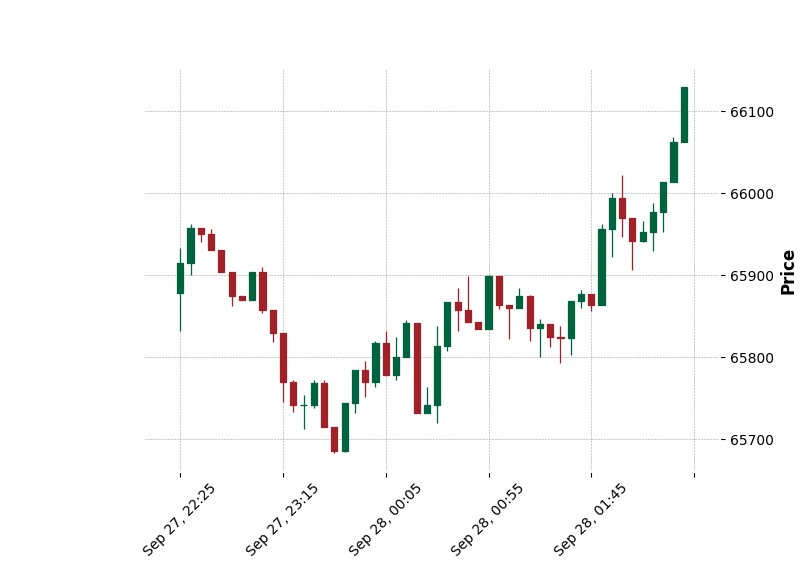 66100
66000
65900
65800
65700
Price
Sep 27, 22:25
Sep 27, 23:15
Sep 28, 00:05
Sep 28, 00:55
Sep 28, 01:45